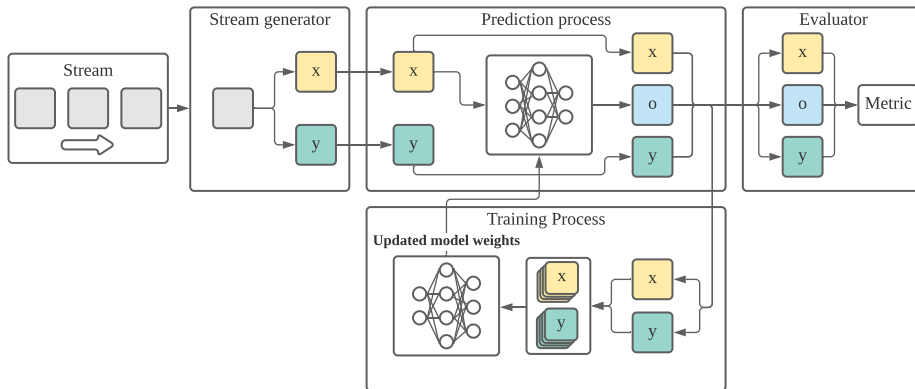 Stream generator
Prediction process
Evaluator
Stream
x
x
x
x
o
o
Metric
y
y
y
y
Training Process
Updated model weights
x
x
y
y